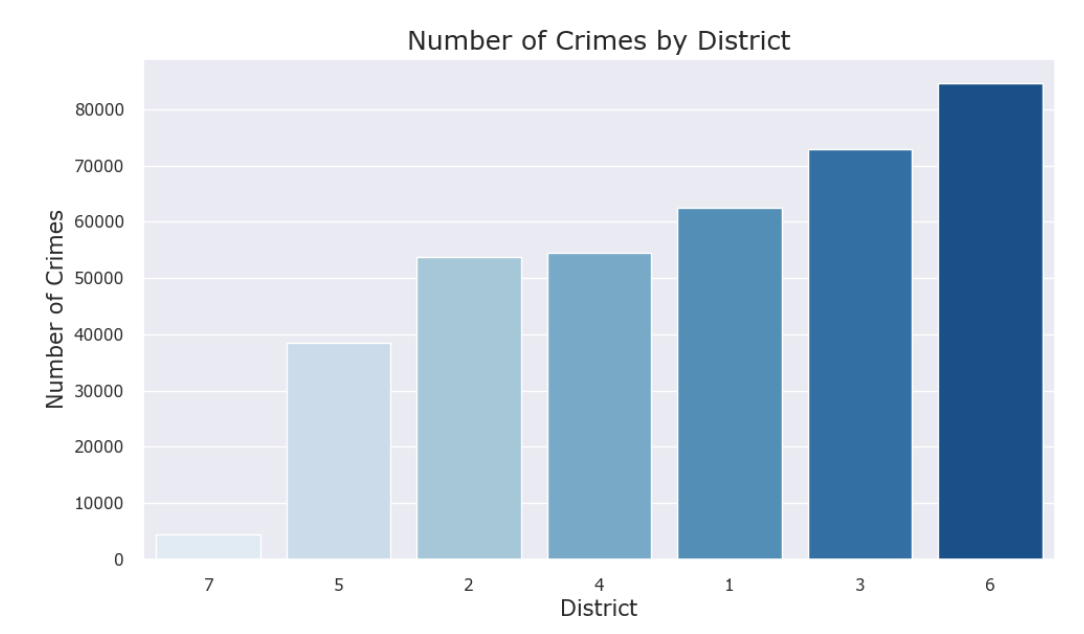 Number of Crimes by District
Number of Crimes
80000
70000
60000
50000
40000
30000
20000
10000
0
7 5 2 4 1 3 6
District